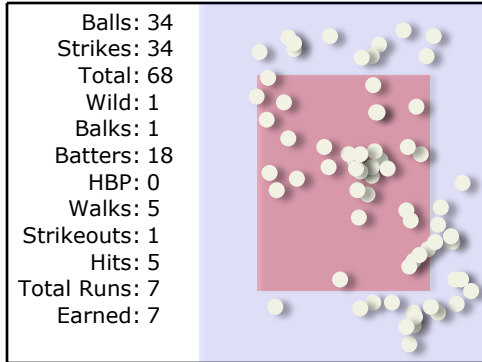 Balls: 34
Strikes: 34
Total: 68
Wild: 1
Balks: 1
Batters: 18
HBP: 0
Walks: 5
Strikeouts: 1
Hits: 5
Total Runs: 7
Earned: 7